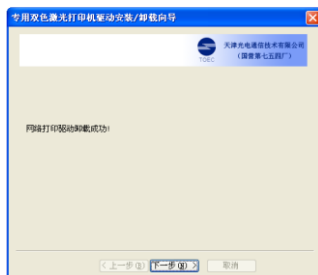 专用双色激光打印机驱动安装/卸载向导
天津光电通信技术有限公司
TOEC
（国营第七五四厂）
网络打印驱动卸载成功!
< 上一步(B)
下一步(N) >
取消